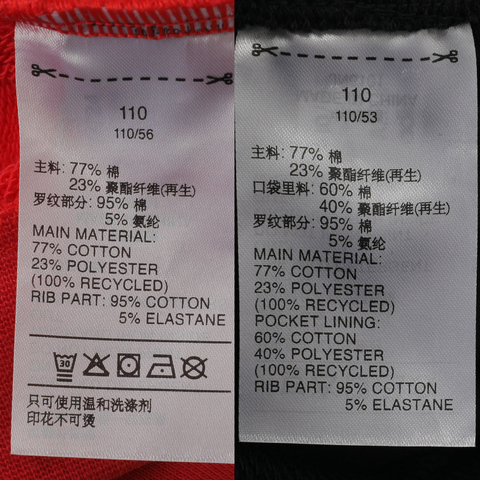 110
110/56
主料: 77% 棉
23% 聚酯纤维(再生)
罗纹部分: 95% 棉
5% 氨纶
MAIN MATERIAL:
77% COTTON
23% POLYESTER
(100% RECYCLED)
RIB PART: 95% COTTON
5% ELASTANE
30
只可使用温和洗涤剂
印花不可烫
110
110/53
主料: 77% 棉
23% 聚酯纤维(再生)
口袋里料: 60% 棉
40% 聚酯纤维(再生)
罗纹部分: 95% 棉
5% 氨纶
MAIN MATERIAL:
77% COTTON
23% POLYESTER
(100% RECYCLED)
POCKET LINING:
60% COTTON
40% POLYESTER
(100% RECYCLED)
RIB PART: 95% COTTON
5% ELASTANE